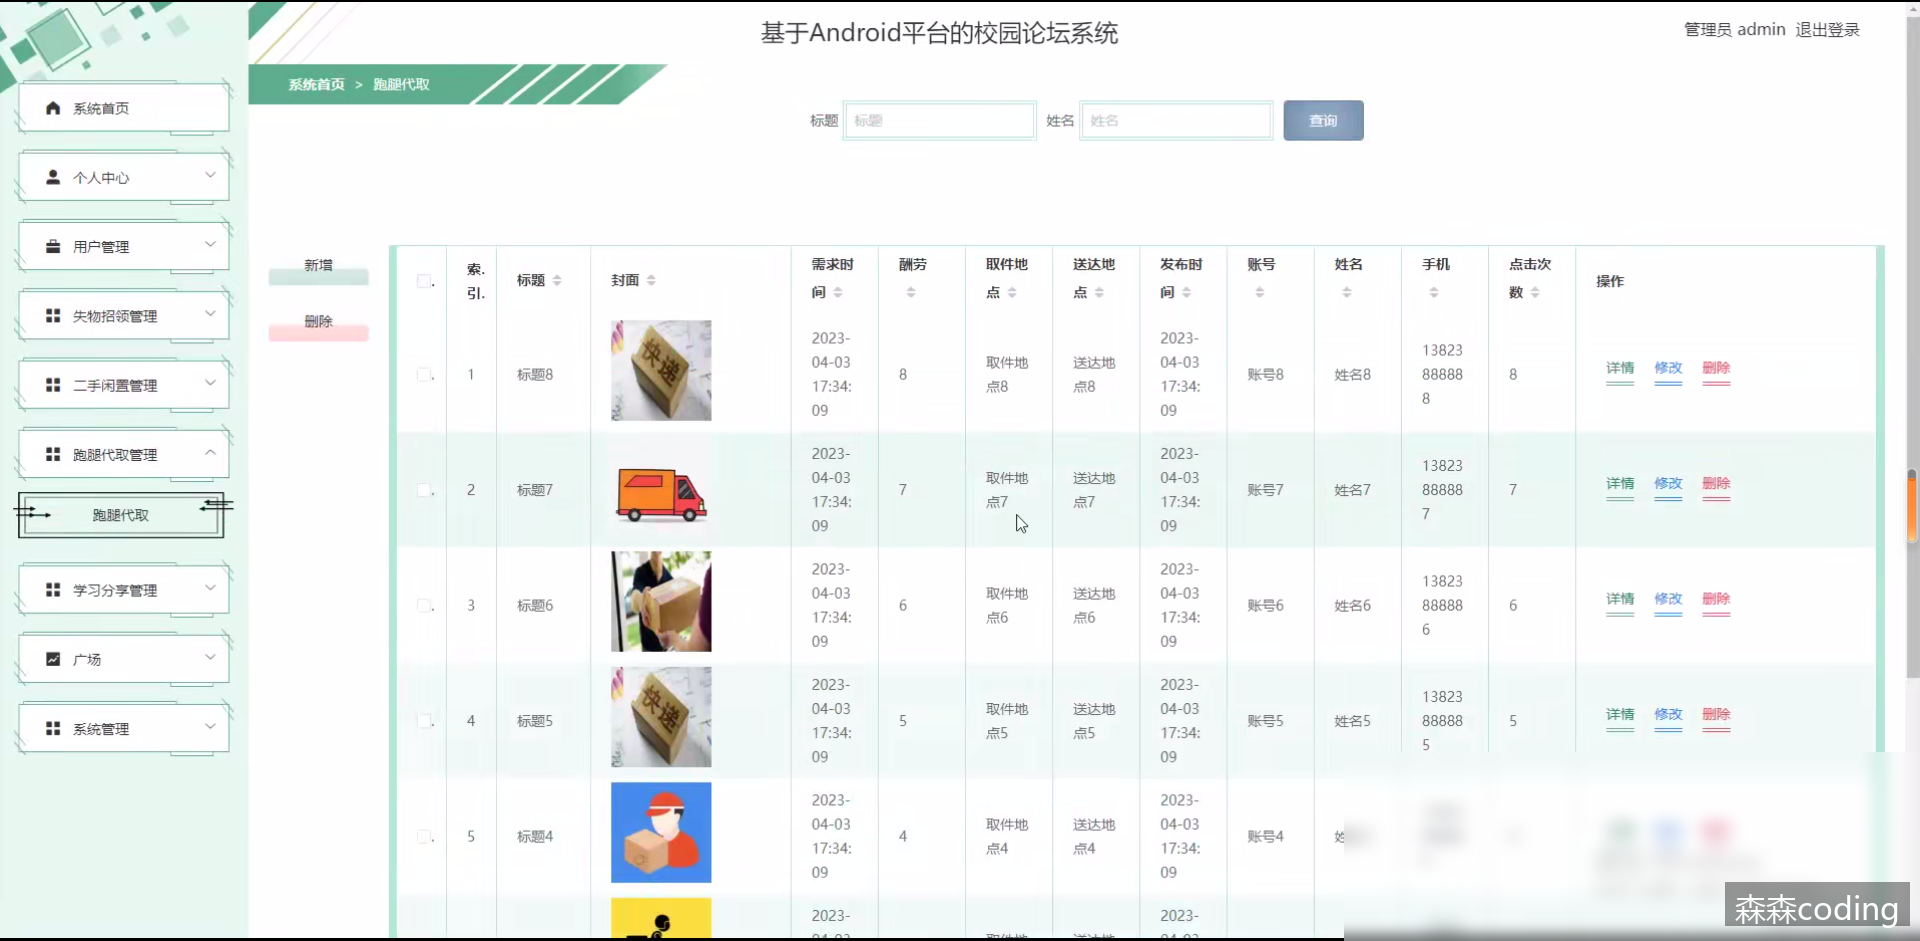 基于Android平台的校园论坛系统
管理员 admin 退出登录
系统首页 > 跑腿代取
标题 标题 姓名 姓名 查询
系统首页
个人中心
用户管理
失物招领管理
二手闲置管理
跑腿代取管理
跑腿代取
学习分享管理
广场
系统管理
新增
删除
索. 引. 标题 封面 需求时间 酬劳 取件地点 送达地点 发布时间 账号 姓名 手机 点击次数 操作
1 标题8 快递 2023-04-03 17:34:09 8 取件地点8 送达地点8 2023-04-03 17:34:09 账号8 姓名8 13823888888 8 详情 修改 删除
2 标题7 2023-04-03 17:34:09 7 取件地点7 送达地点7 2023-04-03 17:34:09 账号7 姓名7 13823888887 7 详情 修改 删除
3 标题6 2023-04-03 17:34:09 6 取件地点6 送达地点6 2023-04-03 17:34:09 账号6 姓名6 13823888886 6 详情 修改 删除
4 标题5 快递 2023-04-03 17:34:09 5 取件地点5 送达地点5 2023-04-03 17:34:09 账号5 姓名5 13823888885 5 详情 修改 删除
5 标题4 2023-04-03 17:34:09 4 取件地点4 送达地点4 2023-04-03 17:34:09 账号4
2023- 2023-
森森coding